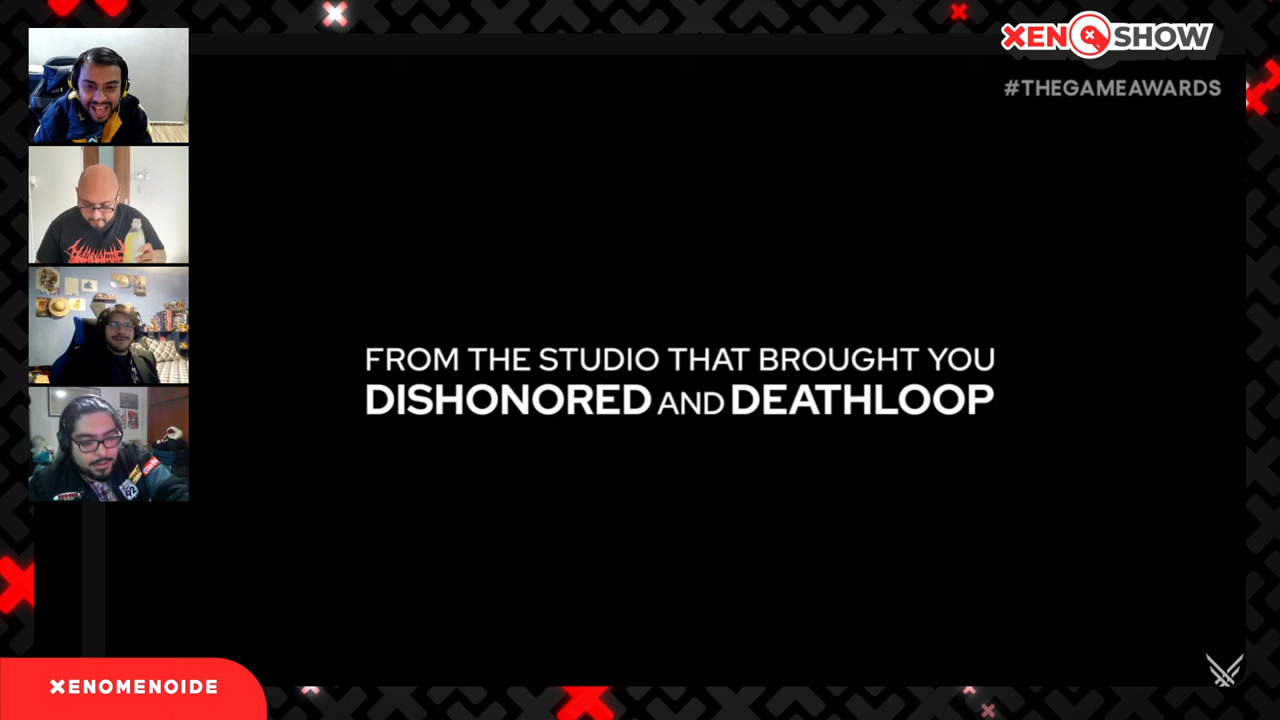 XENOSHOW
#THEGAMEAWARDS
FROM THE STUDIO THAT BROUGHT YOU
DISHONORED AND DEATHLOOP
XENOMENOIDE